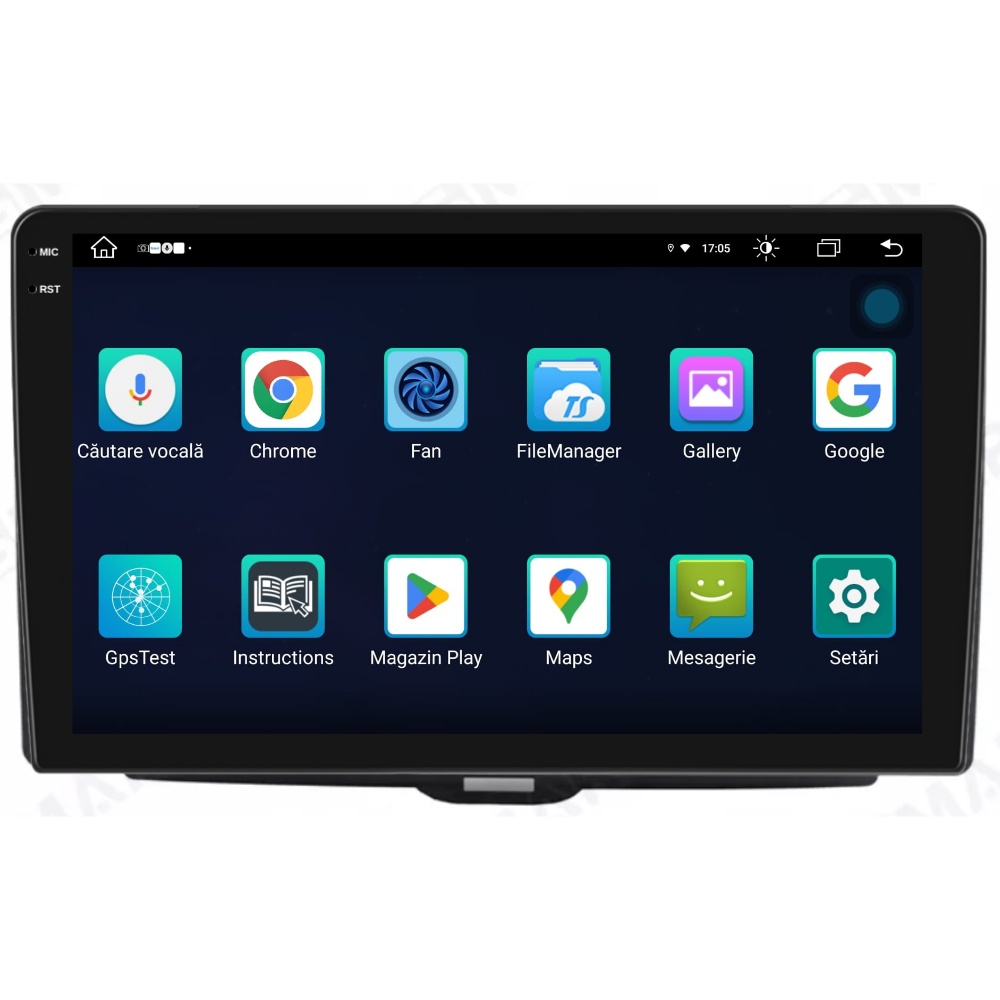 MIC
17:05
RST
Căutare vocală
Chrome
Fan
FileManager
Gallery
Google
TS
GpsTest
Instructions
Magazin Play
Maps
Mesagerie
Setări